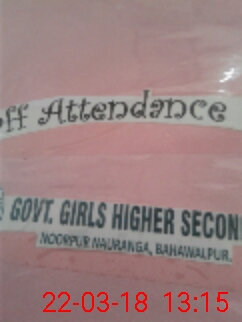 ff Attendance
GOVT. GIRLS HIGHER SECON
NOORPUR NAURANGA, BAHAWALPUR.
22-03-18 13:15